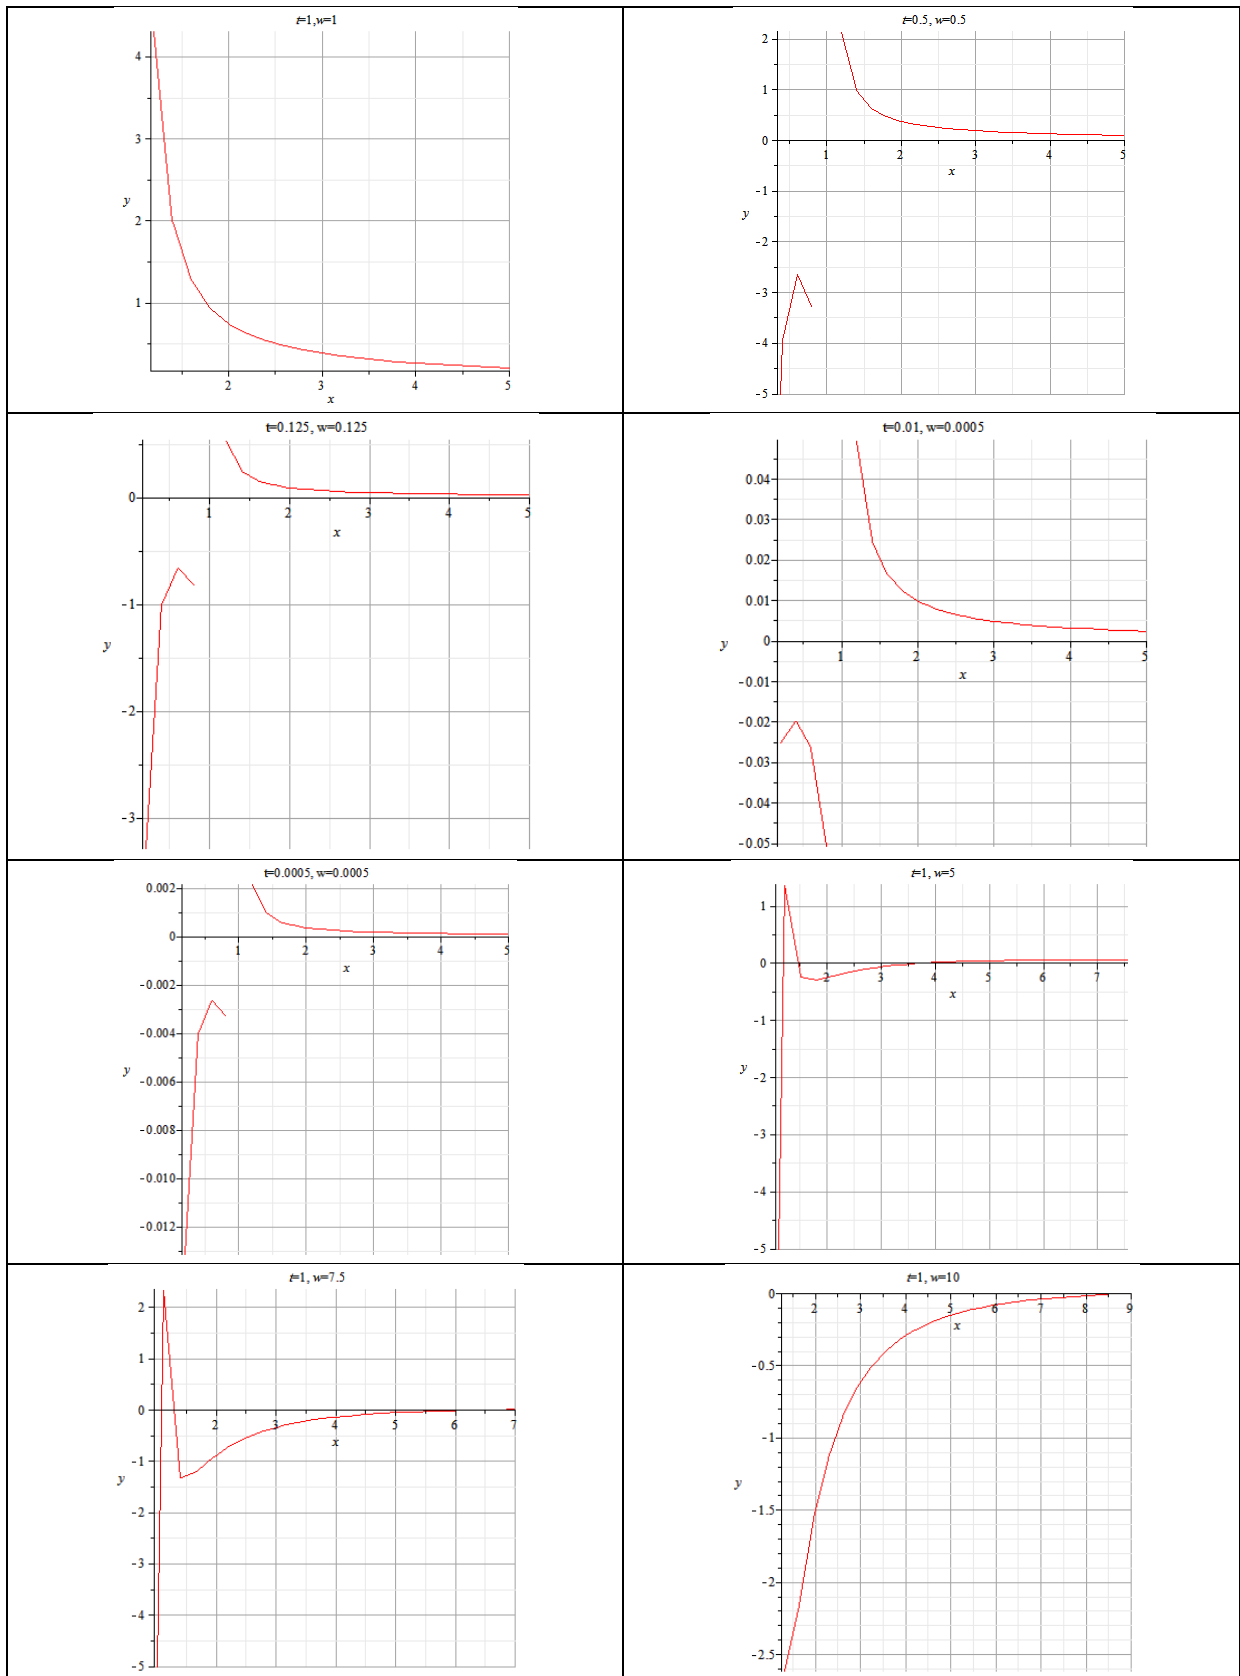 t=1,w=1
4
3
y
2
1
2 3 4 5
x
t=0.5, w=0.5
2
1
0
1 2 3 4 5
x
-1
y
-2
-3
-4
-5
t=0.125, w=0.125
0
1 2 3 4 5
x
-1
y
-2
-3
t=0.01, w=0.0005
0.04
0.03
0.02
0.01
0
y
1 2 3 4 5
x
-0.01
-0.02
-0.03
-0.04
-0.05
t=0.0005, w=0.0005
0.002
0
1 2 3 4 5
x
-0.002
-0.004
y
-0.006
-0.008
-0.010
-0.012
t=1, w=5
1
0
2 3 4 5 6 7
x
-1
y
-2
-3
-4
-5
t=1, w=7.5
2
1
0
2 3 4 5 6 7
x
-1
y
-2
-3
-4
-5
t=1, w=10
0
2 3 4 5 6 7 8 9
x
-0.5
-1
y
-1.5
-2
-2.5